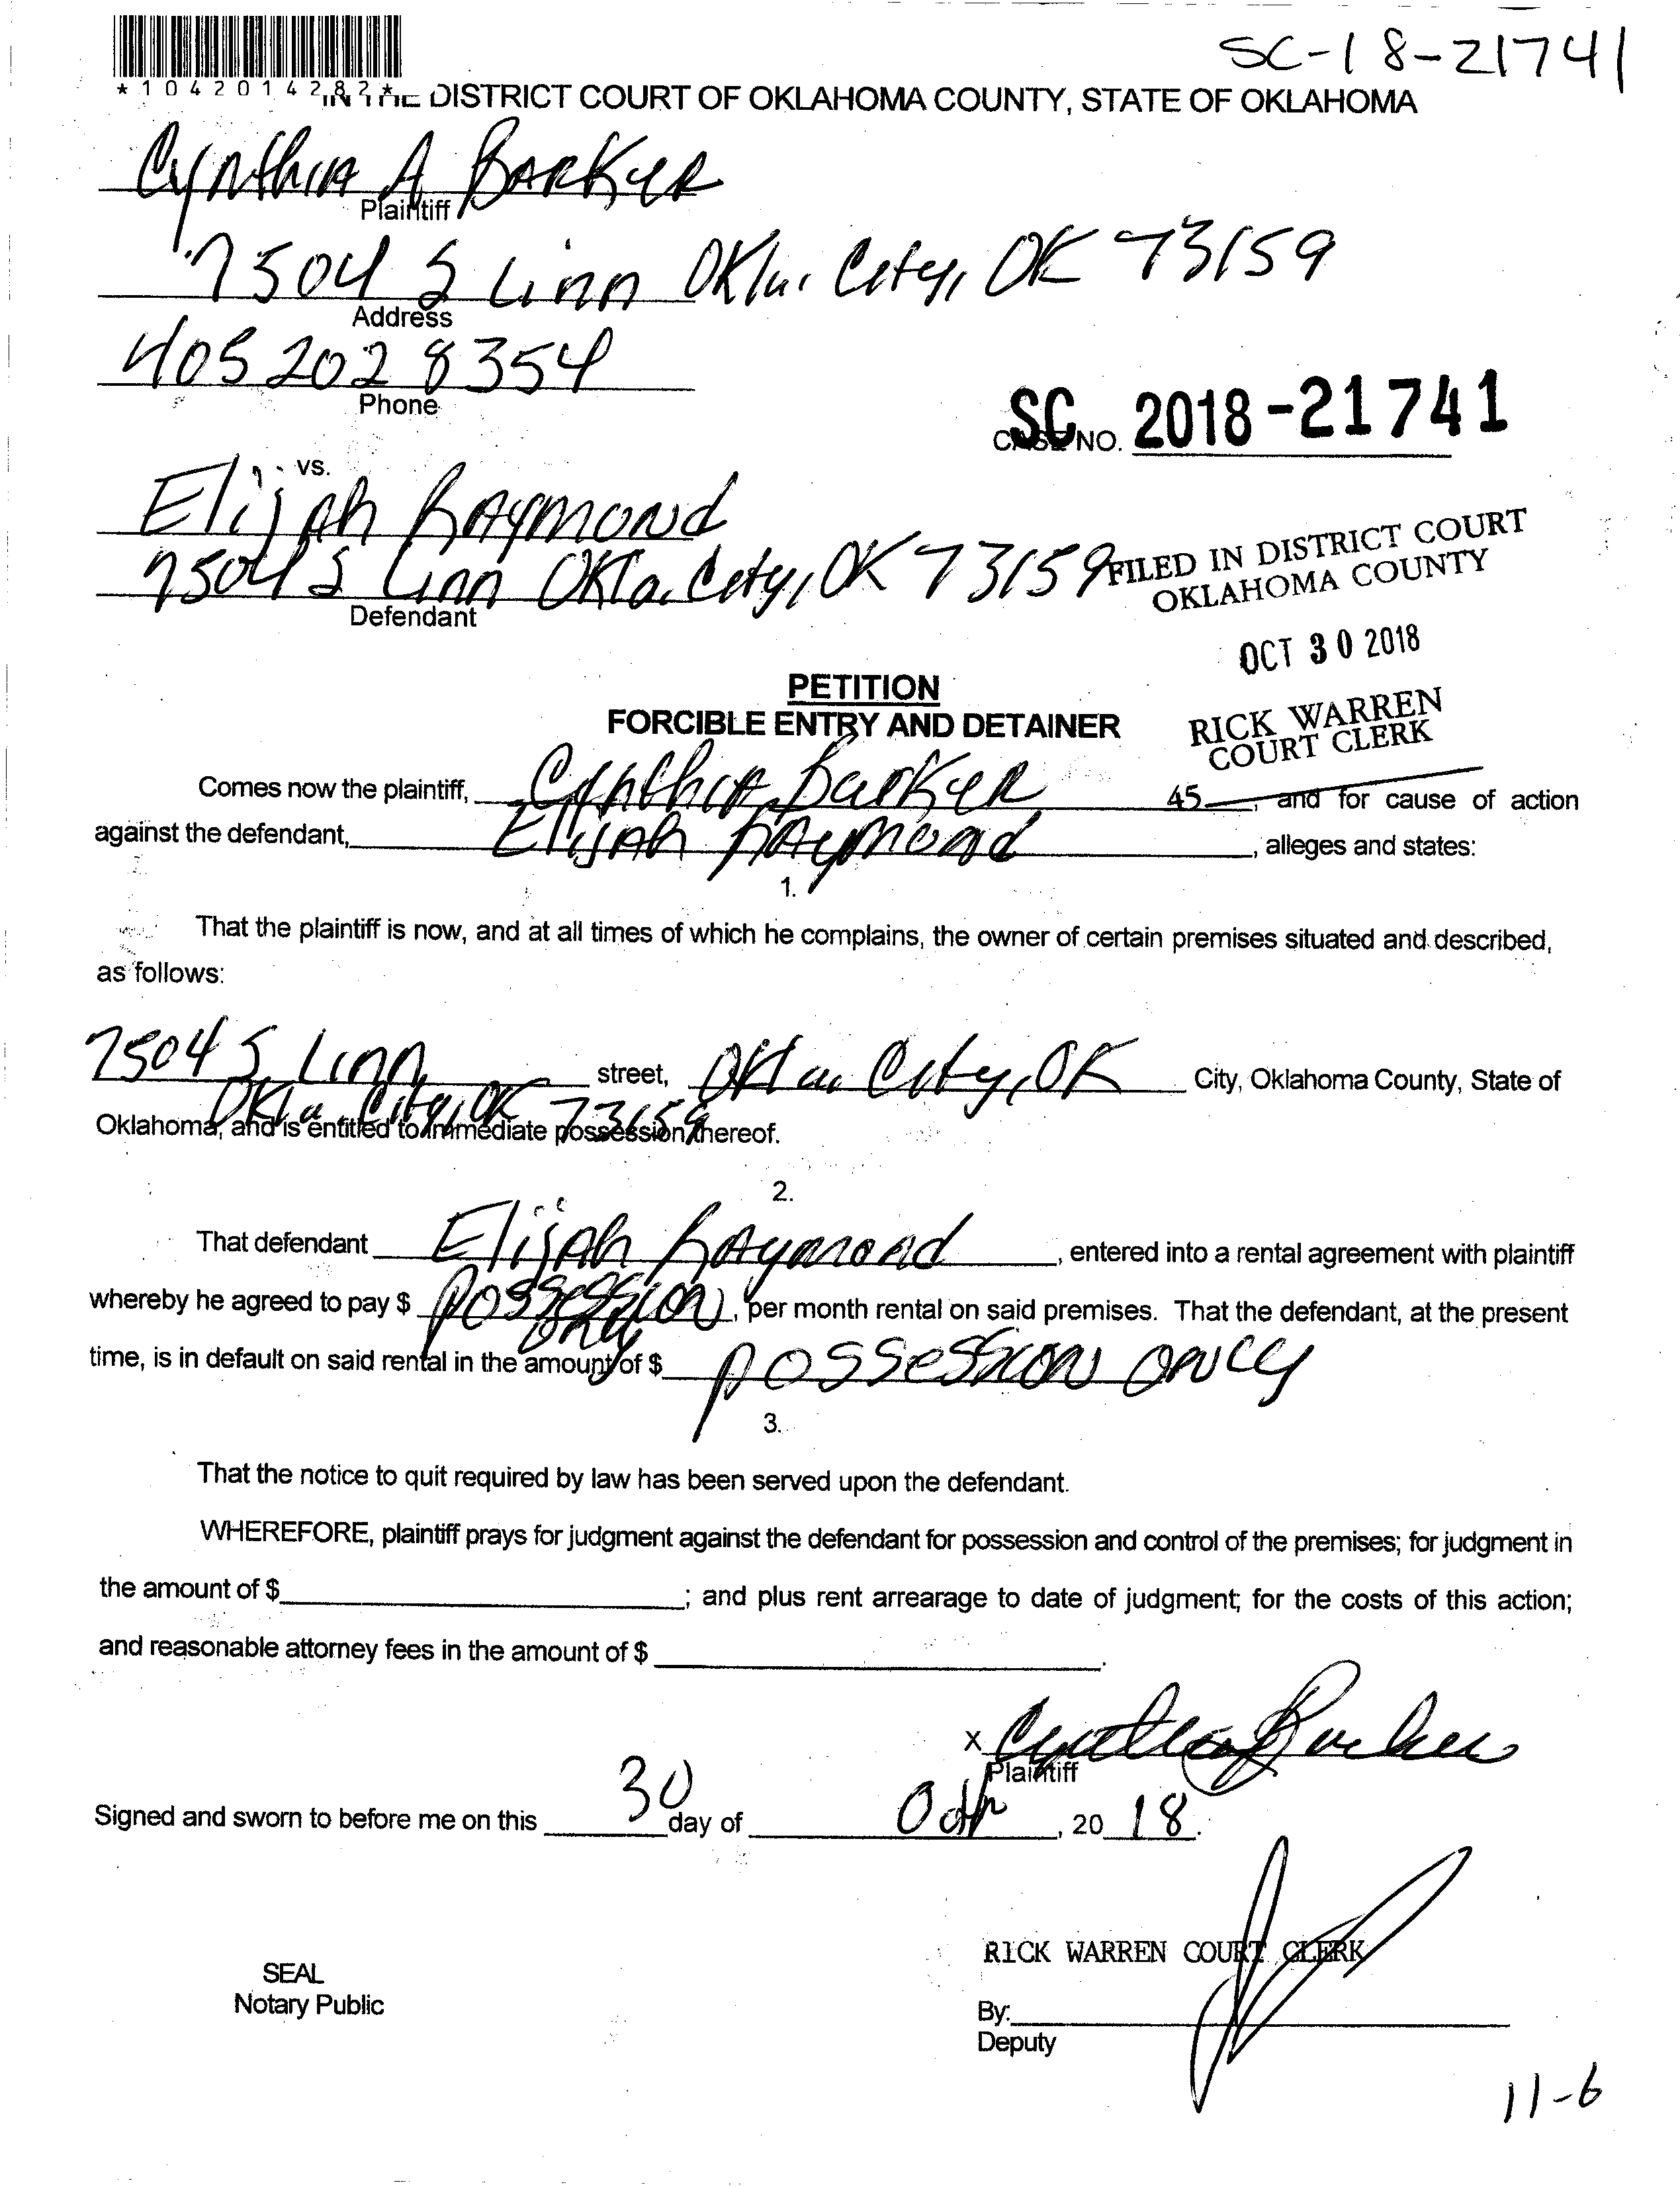 SC-18-21741
*1042014282*
IN THE DISTRICT COURT OF OKLAHOMA COUNTY, STATE OF OKLAHOMA
Cynthia A Barker
Plaintiff
7504 S Linn Okla. City, OK 73159
Address
405 202 8354
Phone
SC 2018-21741
CASE NO.
vs.
Elijah Raymond
7504 S Linn Okla. City, OK 73159
Defendant
FILED IN DISTRICT COURT
OKLAHOMA COUNTY
OCT 30 2018
RICK WARREN
COURT CLERK
45
PETITION
FORCIBLE ENTRY AND DETAINER
Comes now the plaintiff, Cynthia Barker, and for cause of action
against the defendant, Elijah Raymond, alleges and states:
1.
That the plaintiff is now, and at all times of which he complains, the owner of certain premises situated and described,
as follows:
7504 S. Linn street, Okla City, OK City, Oklahoma County, State of
Okla City, OK 73159
Oklahoma, and is entitled to immediate possession thereof.
2.
That defendant Elijah Raymond, entered into a rental agreement with plaintiff
whereby he agreed to pay $ possession only, per month rental on said premises. That the defendant, at the present
time, is in default on said rental in the amount of $ possession only
3.
That the notice to quit required by law has been served upon the defendant.
WHEREFORE, plaintiff prays for judgment against the defendant for possession and control of the premises; for judgment in
the amount of $ ; and plus rent arrearage to date of judgment; for the costs of this action;
and reasonable attorney fees in the amount of $ .
x Cynthia Barker
Plaintiff
Signed and sworn to before me on this 30 day of Oct, 20 18.
RICK WARREN COURT CLERK
SEAL
Notary Public
By:
Deputy
11-6